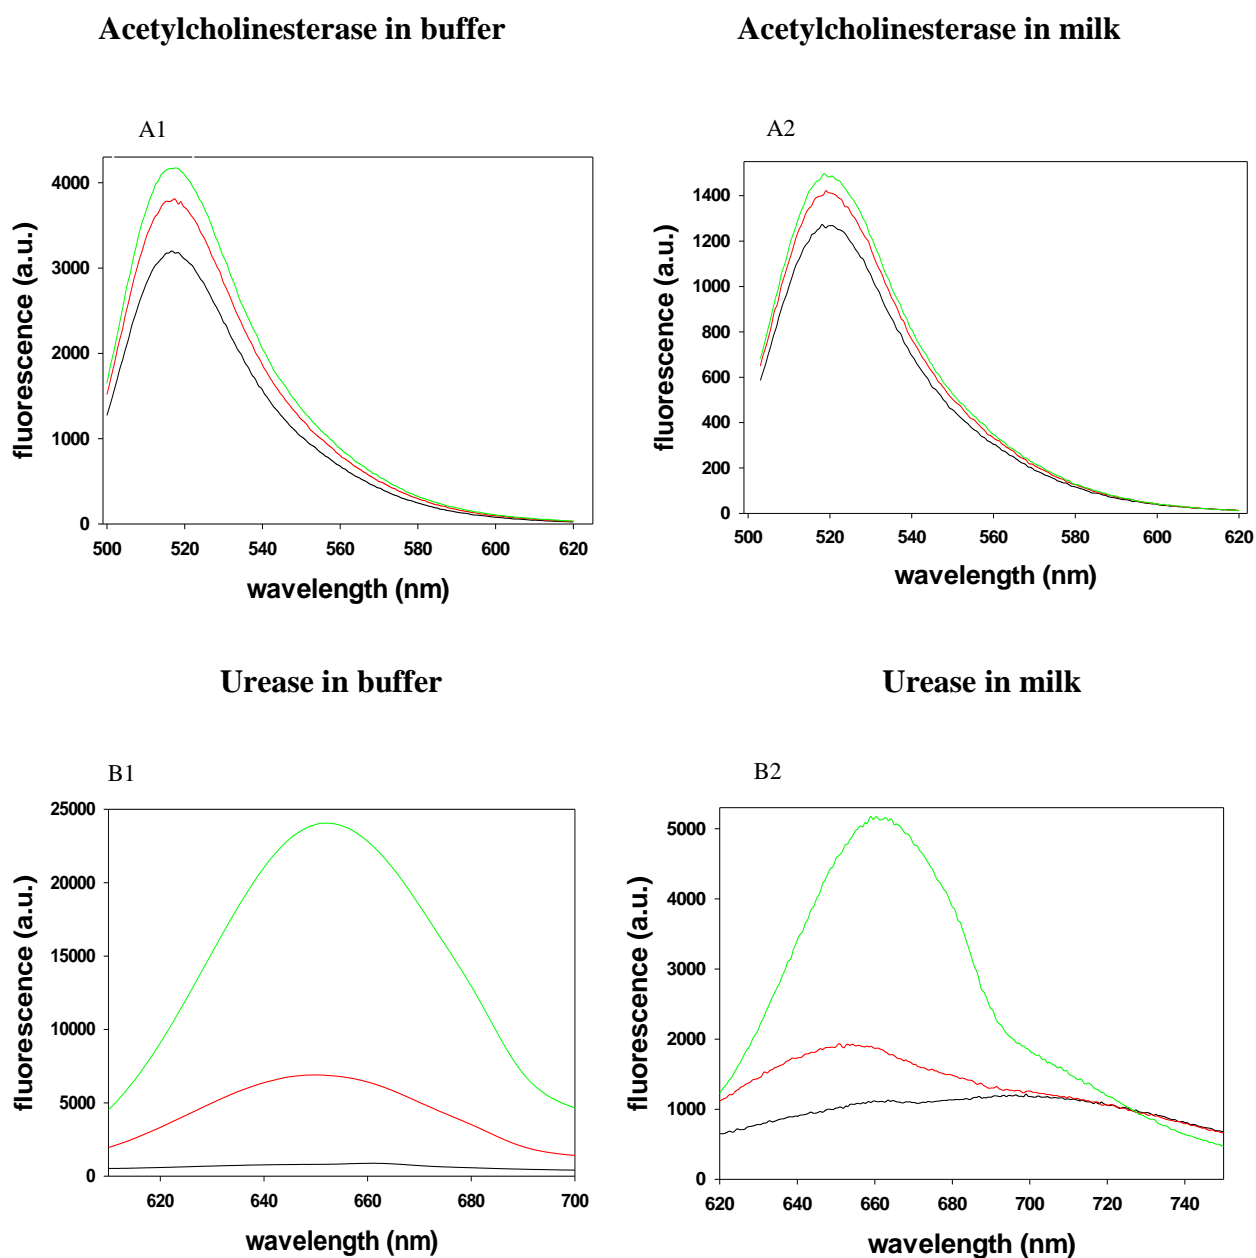 Acetylcholinesterase in buffer
Acetylcholinesterase in milk
A1
4000
3000
2000
1000
0
500 520 540 560 580 600 620
fluorescence (a.u.)
wavelength (nm)
A2
1400
1200
1000
800
600
400
200
0
500 520 540 560 580 600 620
fluorescence (a.u.)
wavelength (nm)
Urease in buffer
Urease in milk
B1
25000
20000
15000
10000
5000
0
620 640 660 680 700
fluorescence (a.u.)
wavelength (nm)
B2
5000
4000
3000
2000
1000
0
620 640 660 680 700 720 740
fluorescence (a.u.)
wavelength (nm)